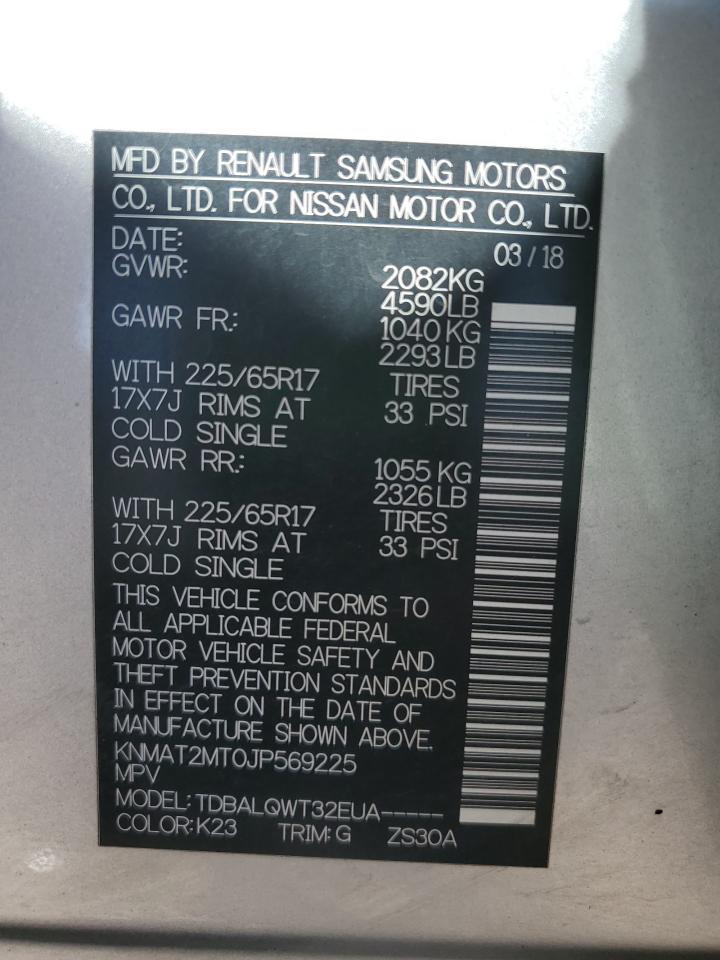 MFD BY RENAULT SAMSUNG MOTORS
CO., LTD. FOR NISSAN MOTOR CO., LTD.
DATE: 03 / 18
GVWR: 2082KG
4590LB
GAWR FR.: 1040 KG
2293 LB
WITH 225/65R17 TIRES
17X7J RIMS AT 33 PSI
COLD SINGLE
GAWR RR.: 1055 KG
2326 LB
WITH 225/65R17 TIRES
17X7J RIMS AT 33 PSI
COLD SINGLE
THIS VEHICLE CONFORMS TO
ALL APPLICABLE FEDERAL
MOTOR VEHICLE SAFETY AND
THEFT PREVENTION STANDARDS
IN EFFECT ON THE DATE OF
MANUFACTURE SHOWN ABOVE.
KNMAT2MT0JP569225
MPV
MODEL: TDBALQWT32EUA-----
COLOR: K23 TRIM: G ZS30A